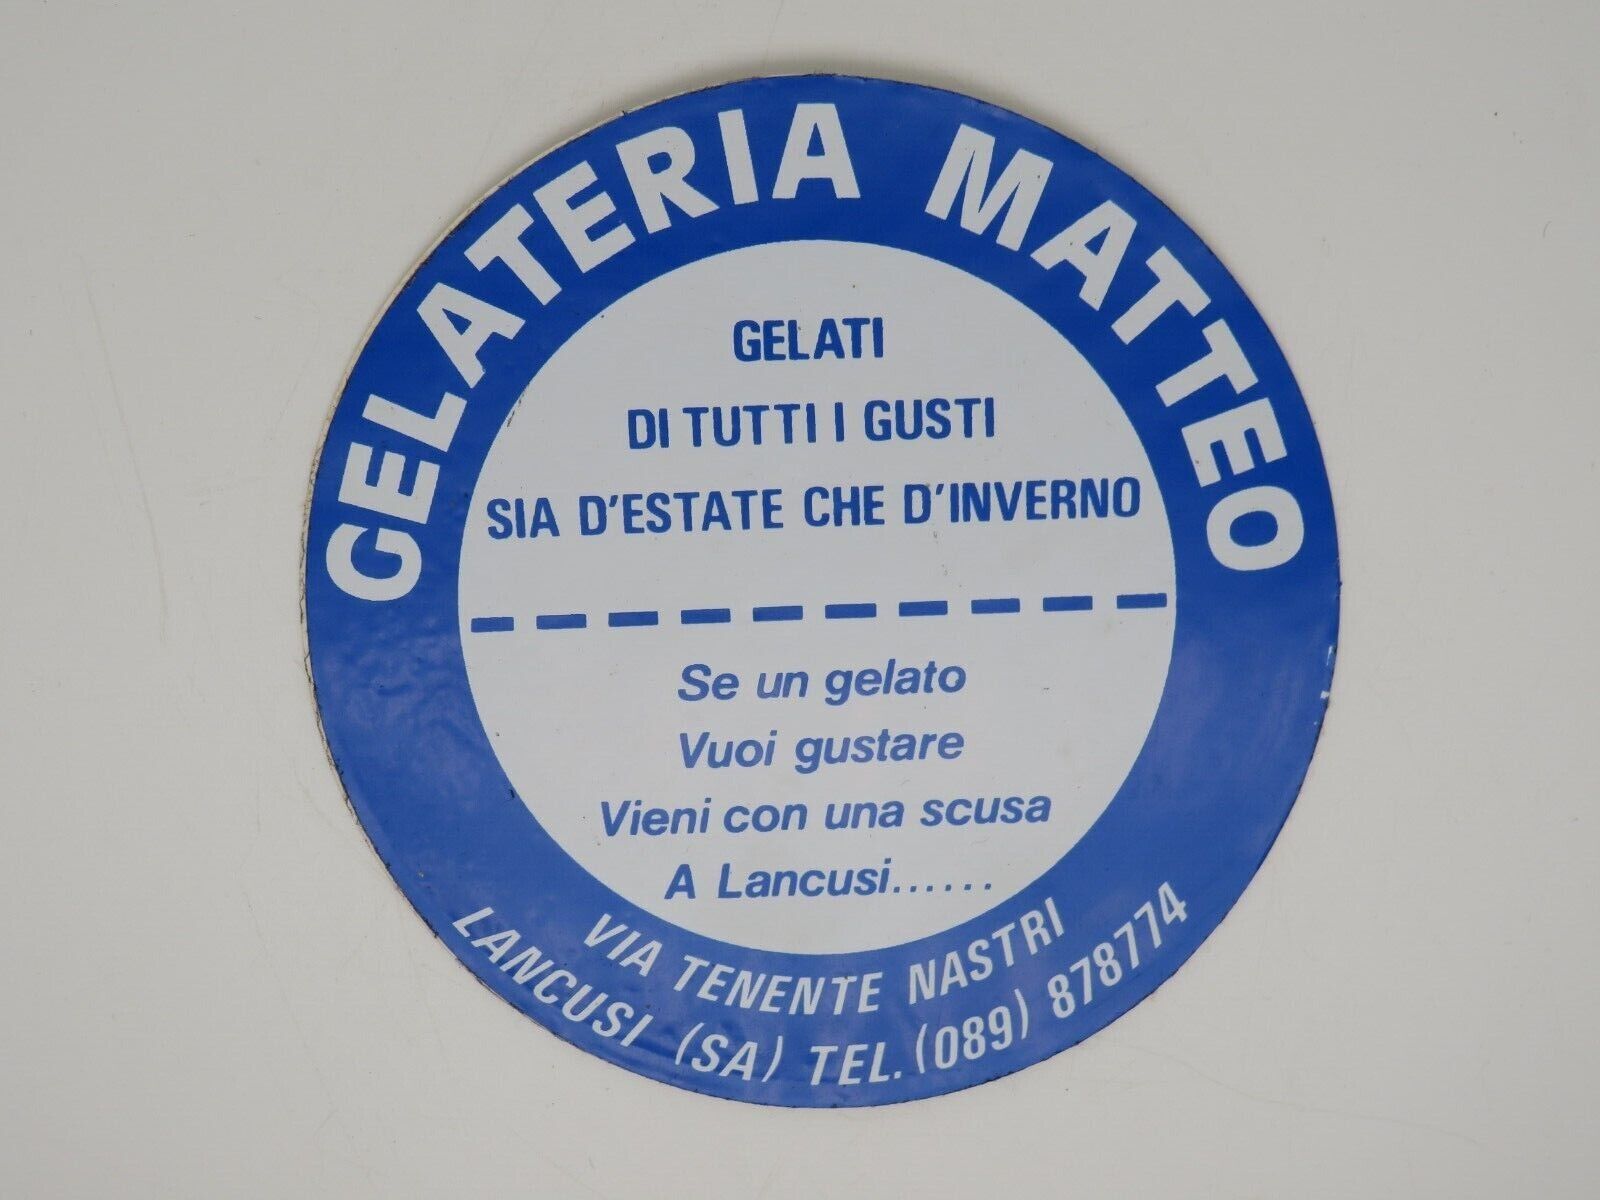 GELATERIA MATTEO
GELATI
DI TUTTI I GUSTI
SIA D'ESTATE CHE D'INVERNO
Se un gelato
Vuoi gustare
Vieni con una scusa
A Lancusi......
VIA TENENTE NASTRI
LANCUSI (SA) TEL. (089) 878774